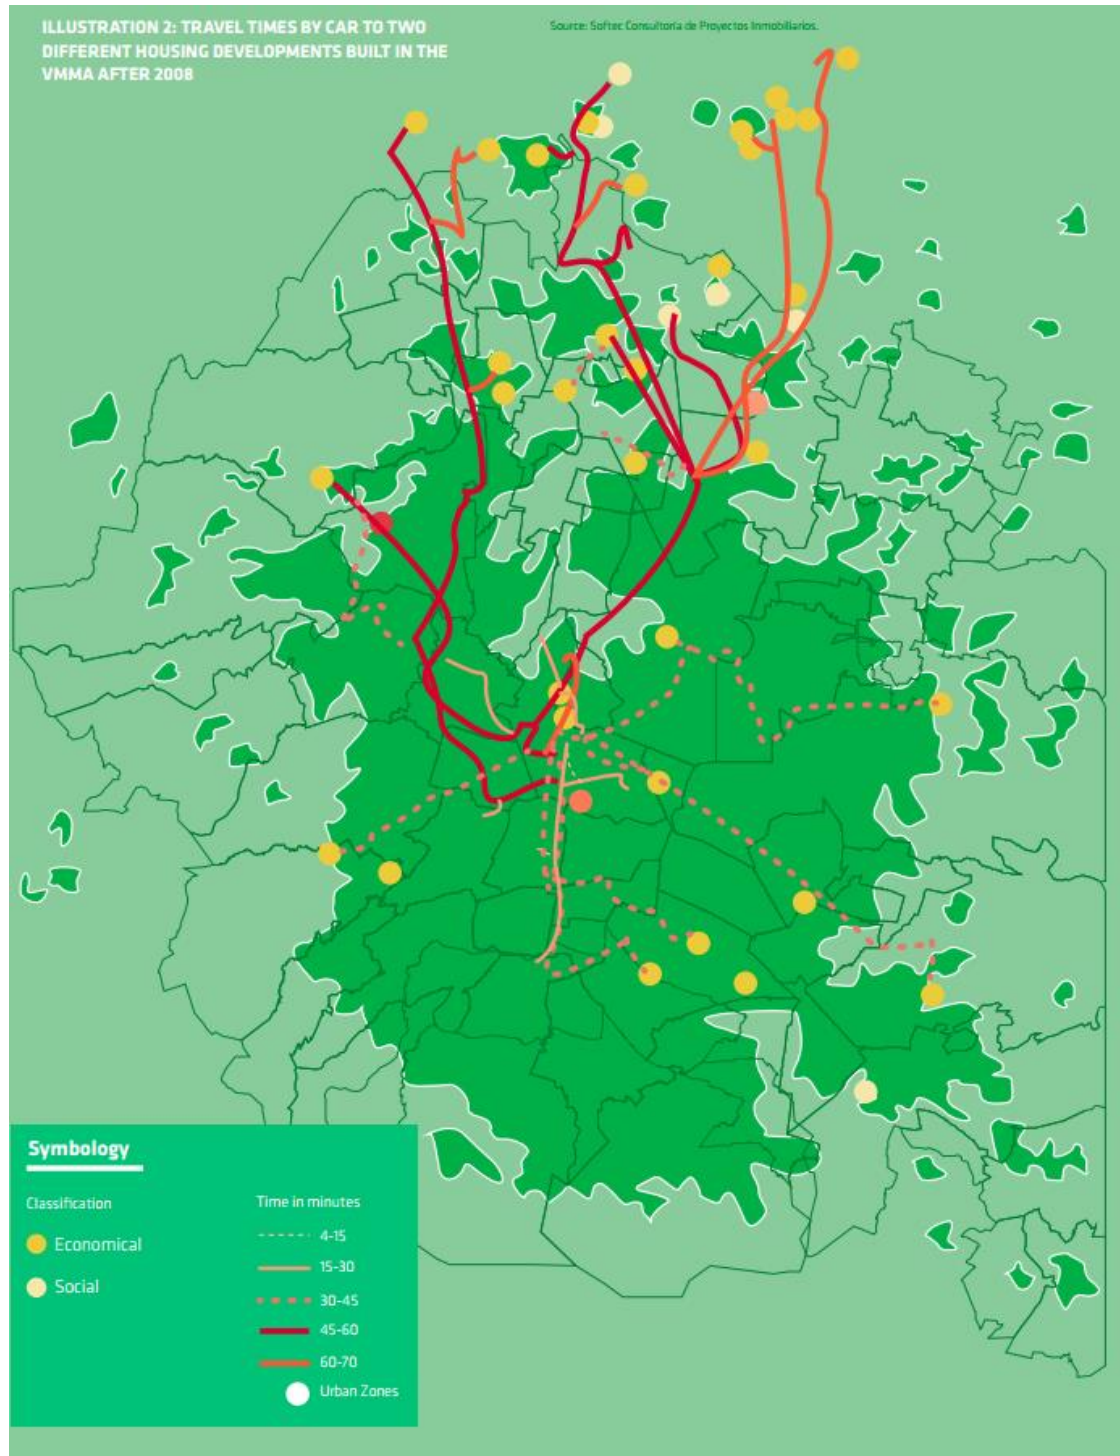 ILLUSTRATION 2: TRAVEL TIMES BY CAR TO TWO
DIFFERENT HOUSING DEVELOPMENTS BUILT IN THE
VMMA AFTER 2008
Source: Softec Consultoría de Proyectos Inmobiliarios.
Symbology
Classification
Economical
Social
Time in minutes
4-15
15-30
30-45
45-60
60-70
Urban Zones